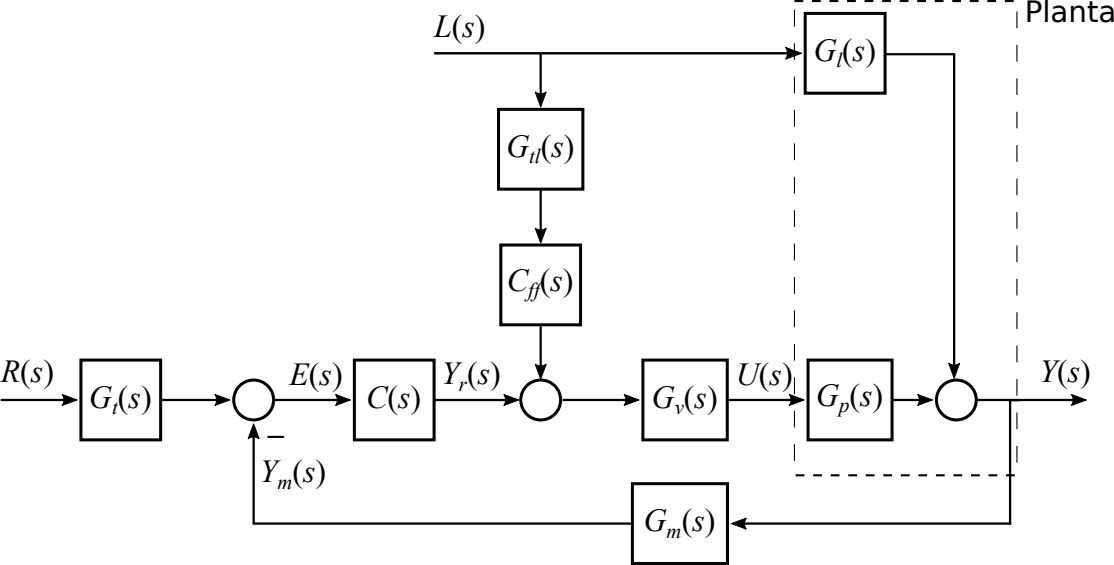 Planta
L(s)
G_l(s)
G_tl(s)
C_ff(s)
R(s)
G_t(s)
E(s)
C(s)
Y_r(s)
G_v(s)
U(s)
G_p(s)
Y(s)
−
Y_m(s)
G_m(s)